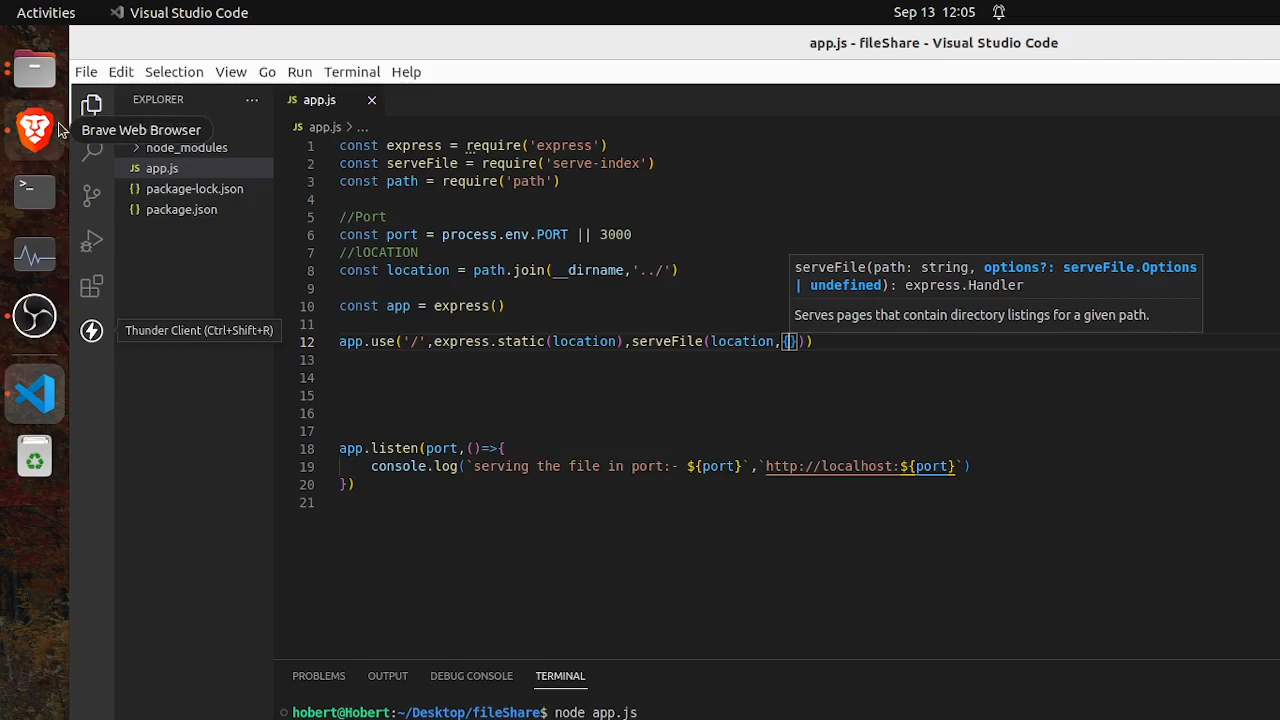 Activities
Visual Studio Code
Sep 13 12:05
app.js - fileShare - Visual Studio Code
File Edit Selection View Go Run Terminal Help
EXPLORER
···
JS app.js
Brave Web Browser
JS app.js > ...
> node_modules
JS app.js
{} package-lock.json
{} package.json
Thunder Client (Ctrl+Shift+R)
1 const express = require('express')
2 const serveFile = require('serve-index')
3 const path = require('path')
4
5 //Port
6 const port = process.env.PORT || 3000
7 //lOCATION
8 const location = path.join(__dirname,'../')
9
10 const app = express()
11
12 app.use('/',express.static(location),serveFile(location,{}))
13
14
15
16
17
18 app.listen(port,()=>{
19 console.log(`serving the file in port:- ${port}`,`http://localhost:${port}`)
20 })
21
serveFile(path: string, options?: serveFile.Options
| undefined): express.Handler
Serves pages that contain directory listings for a given path.
PROBLEMS OUTPUT DEBUG CONSOLE TERMINAL
hobert@Hobert:~/Desktop/fileShare$ node app.js